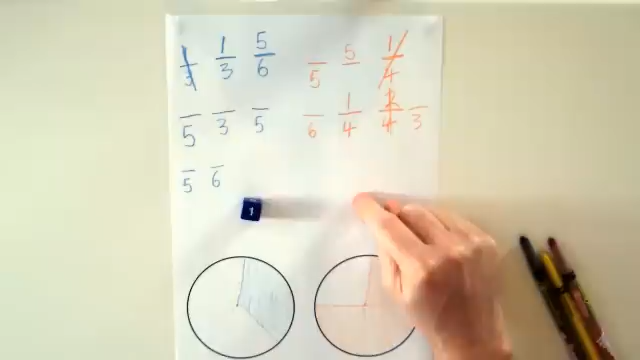 1/3 1/3 5/6 /5 5/ 1/4
/5 /3 /5 /6 1/4 /4 /3
/5 /6
1